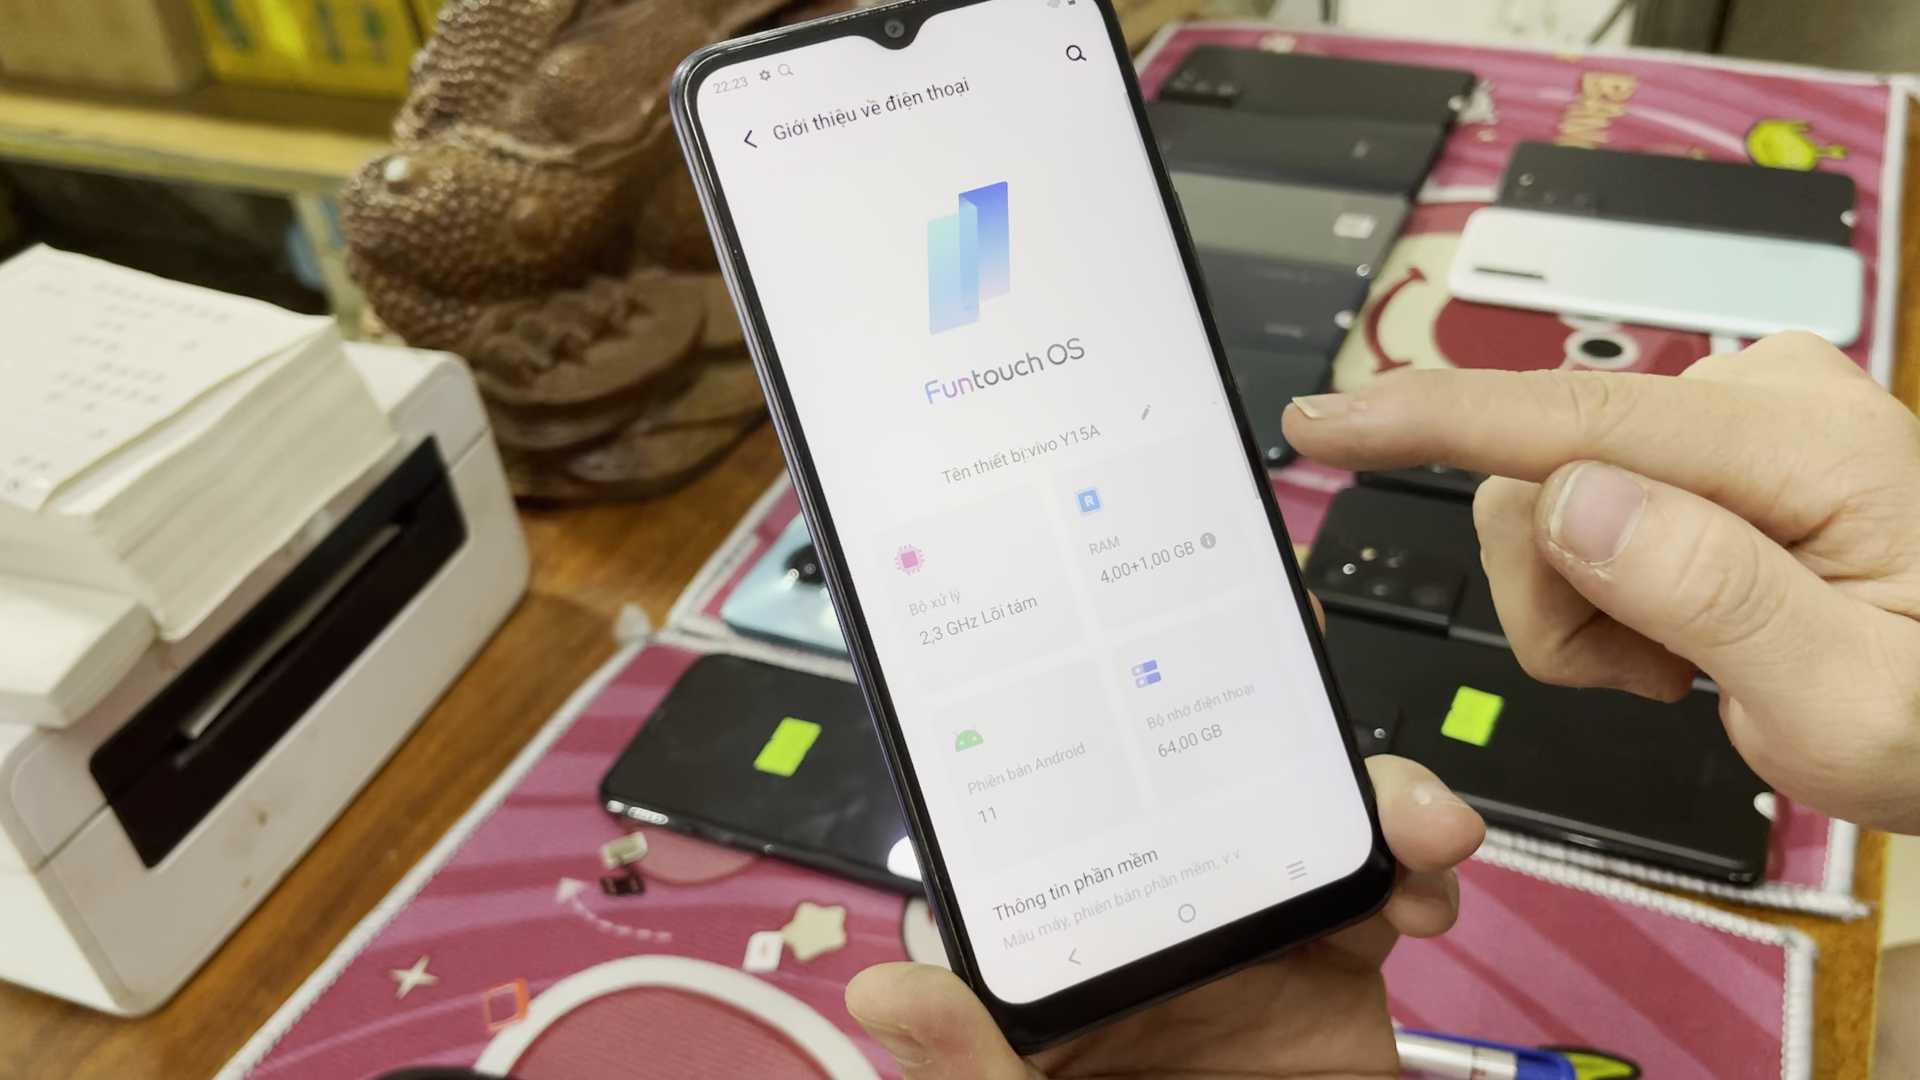 22:23
Giới thiệu về điện thoại
Funtouch OS
Tên thiết bị:vivo Y15A
R
RAM
4,00+1,00 GB
Bộ xử lý
2,3 GHz Lõi tám
Bộ nhớ điện thoại
64,00 GB
Phiên bản Android
11
Thông tin phần mềm
Mẫu máy, phiên bản phần mềm, v.v